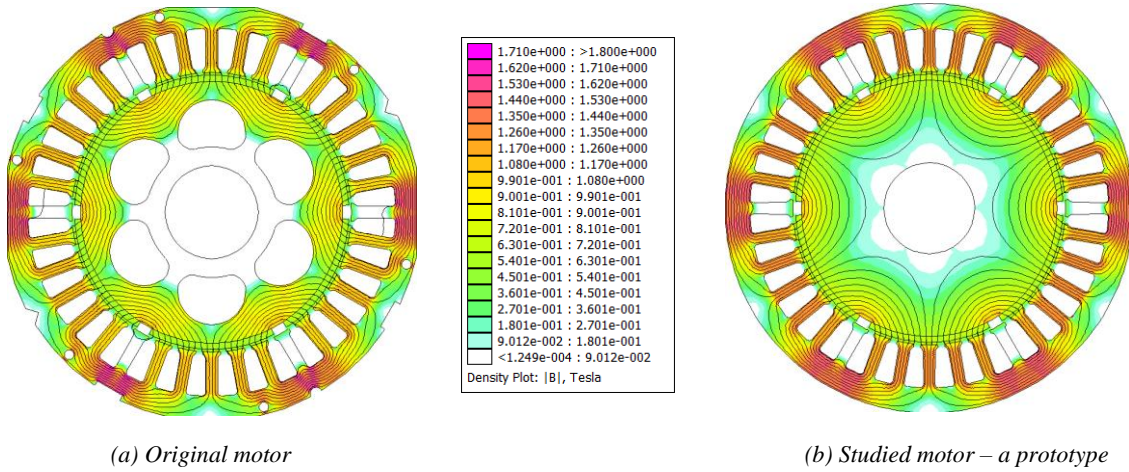 1.710e+000 : >1.800e+000
1.620e+000 : 1.710e+000
1.530e+000 : 1.620e+000
1.440e+000 : 1.530e+000
1.350e+000 : 1.440e+000
1.260e+000 : 1.350e+000
1.170e+000 : 1.260e+000
1.080e+000 : 1.170e+000
9.901e-001 : 1.080e+000
9.001e-001 : 9.901e-001
8.101e-001 : 9.001e-001
7.201e-001 : 8.101e-001
6.301e-001 : 7.201e-001
5.401e-001 : 6.301e-001
4.501e-001 : 5.401e-001
3.601e-001 : 4.501e-001
2.701e-001 : 3.601e-001
1.801e-001 : 2.701e-001
9.012e-002 : 1.801e-001
<1.249e-004 : 9.012e-002
Density Plot: |B|, Tesla
(a) Original motor
(b) Studied motor – a prototype